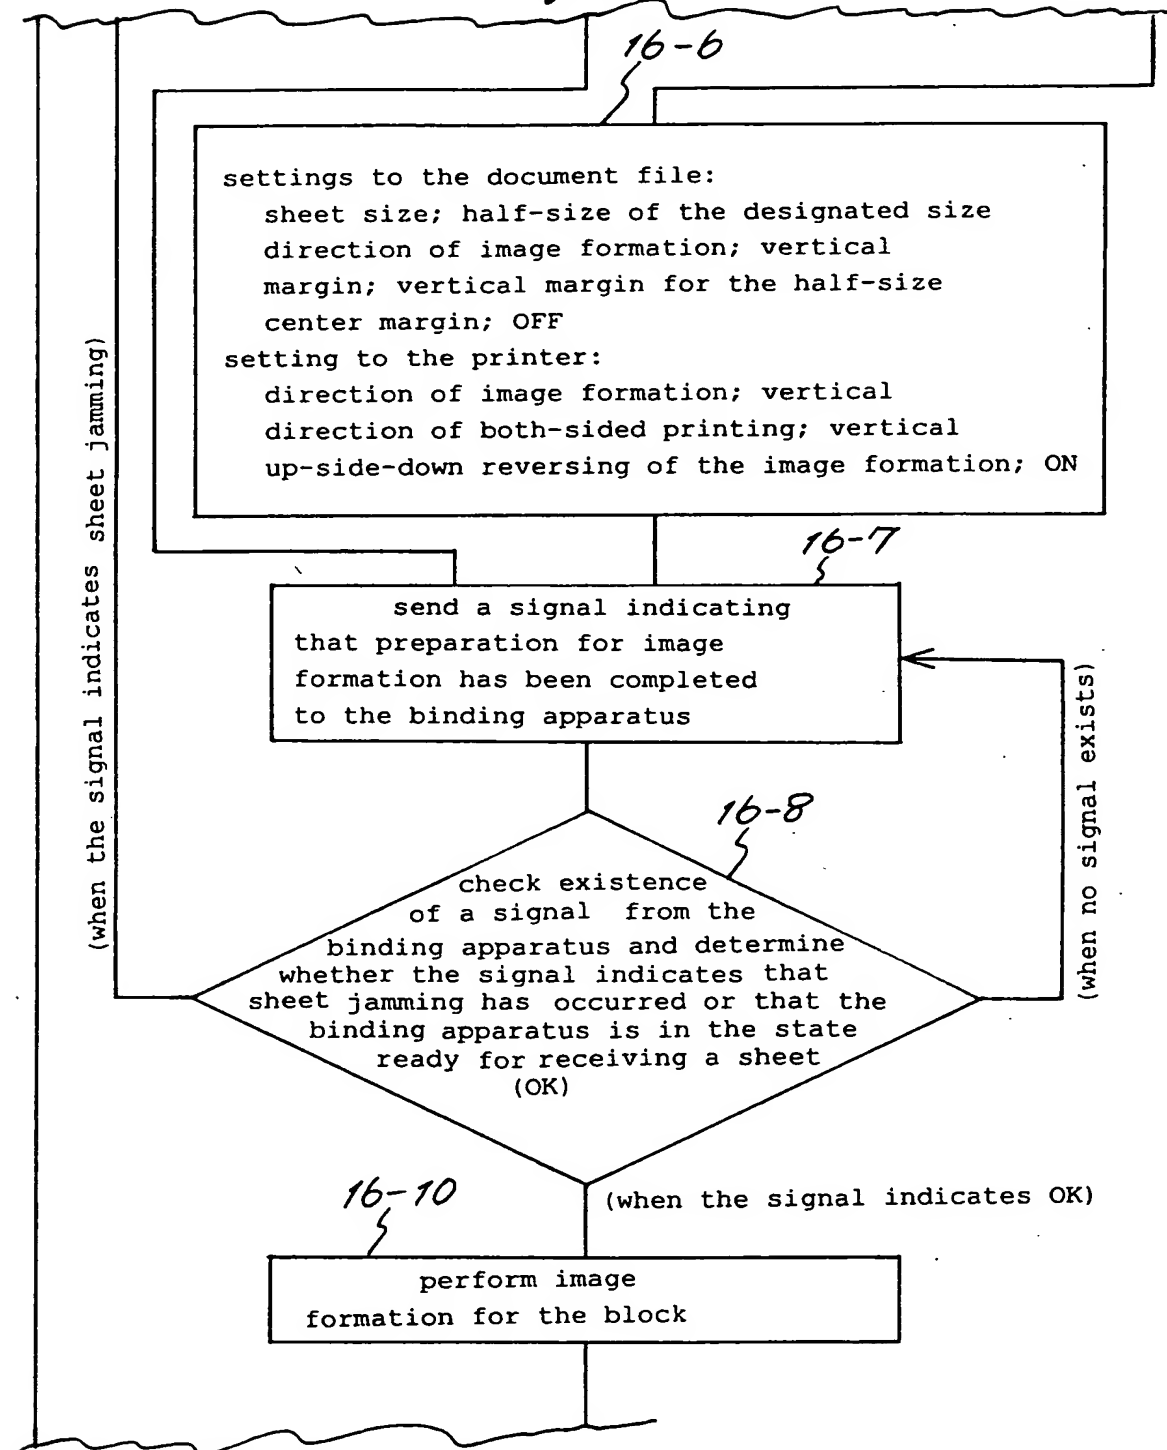 16-6
settings to the document file:
sheet size; half-size of the designated size
direction of image formation; vertical
margin; vertical margin for the half-size
center margin; OFF
setting to the printer:
direction of image formation; vertical
direction of both-sided printing; vertical
up-side-down reversing of the image formation; ON
(when the signal indicates sheet jamming)
16-7
send a signal indicating
that preparation for image
formation has been completed
to the binding apparatus
(when no signal exists)
16-8
check existence
of a signal from the
binding apparatus and determine
whether the signal indicates that
sheet jamming has occurred or that the
binding apparatus is in the state
ready for receiving a sheet
(OK)
(when the signal indicates OK)
16-10
perform image
formation for the block